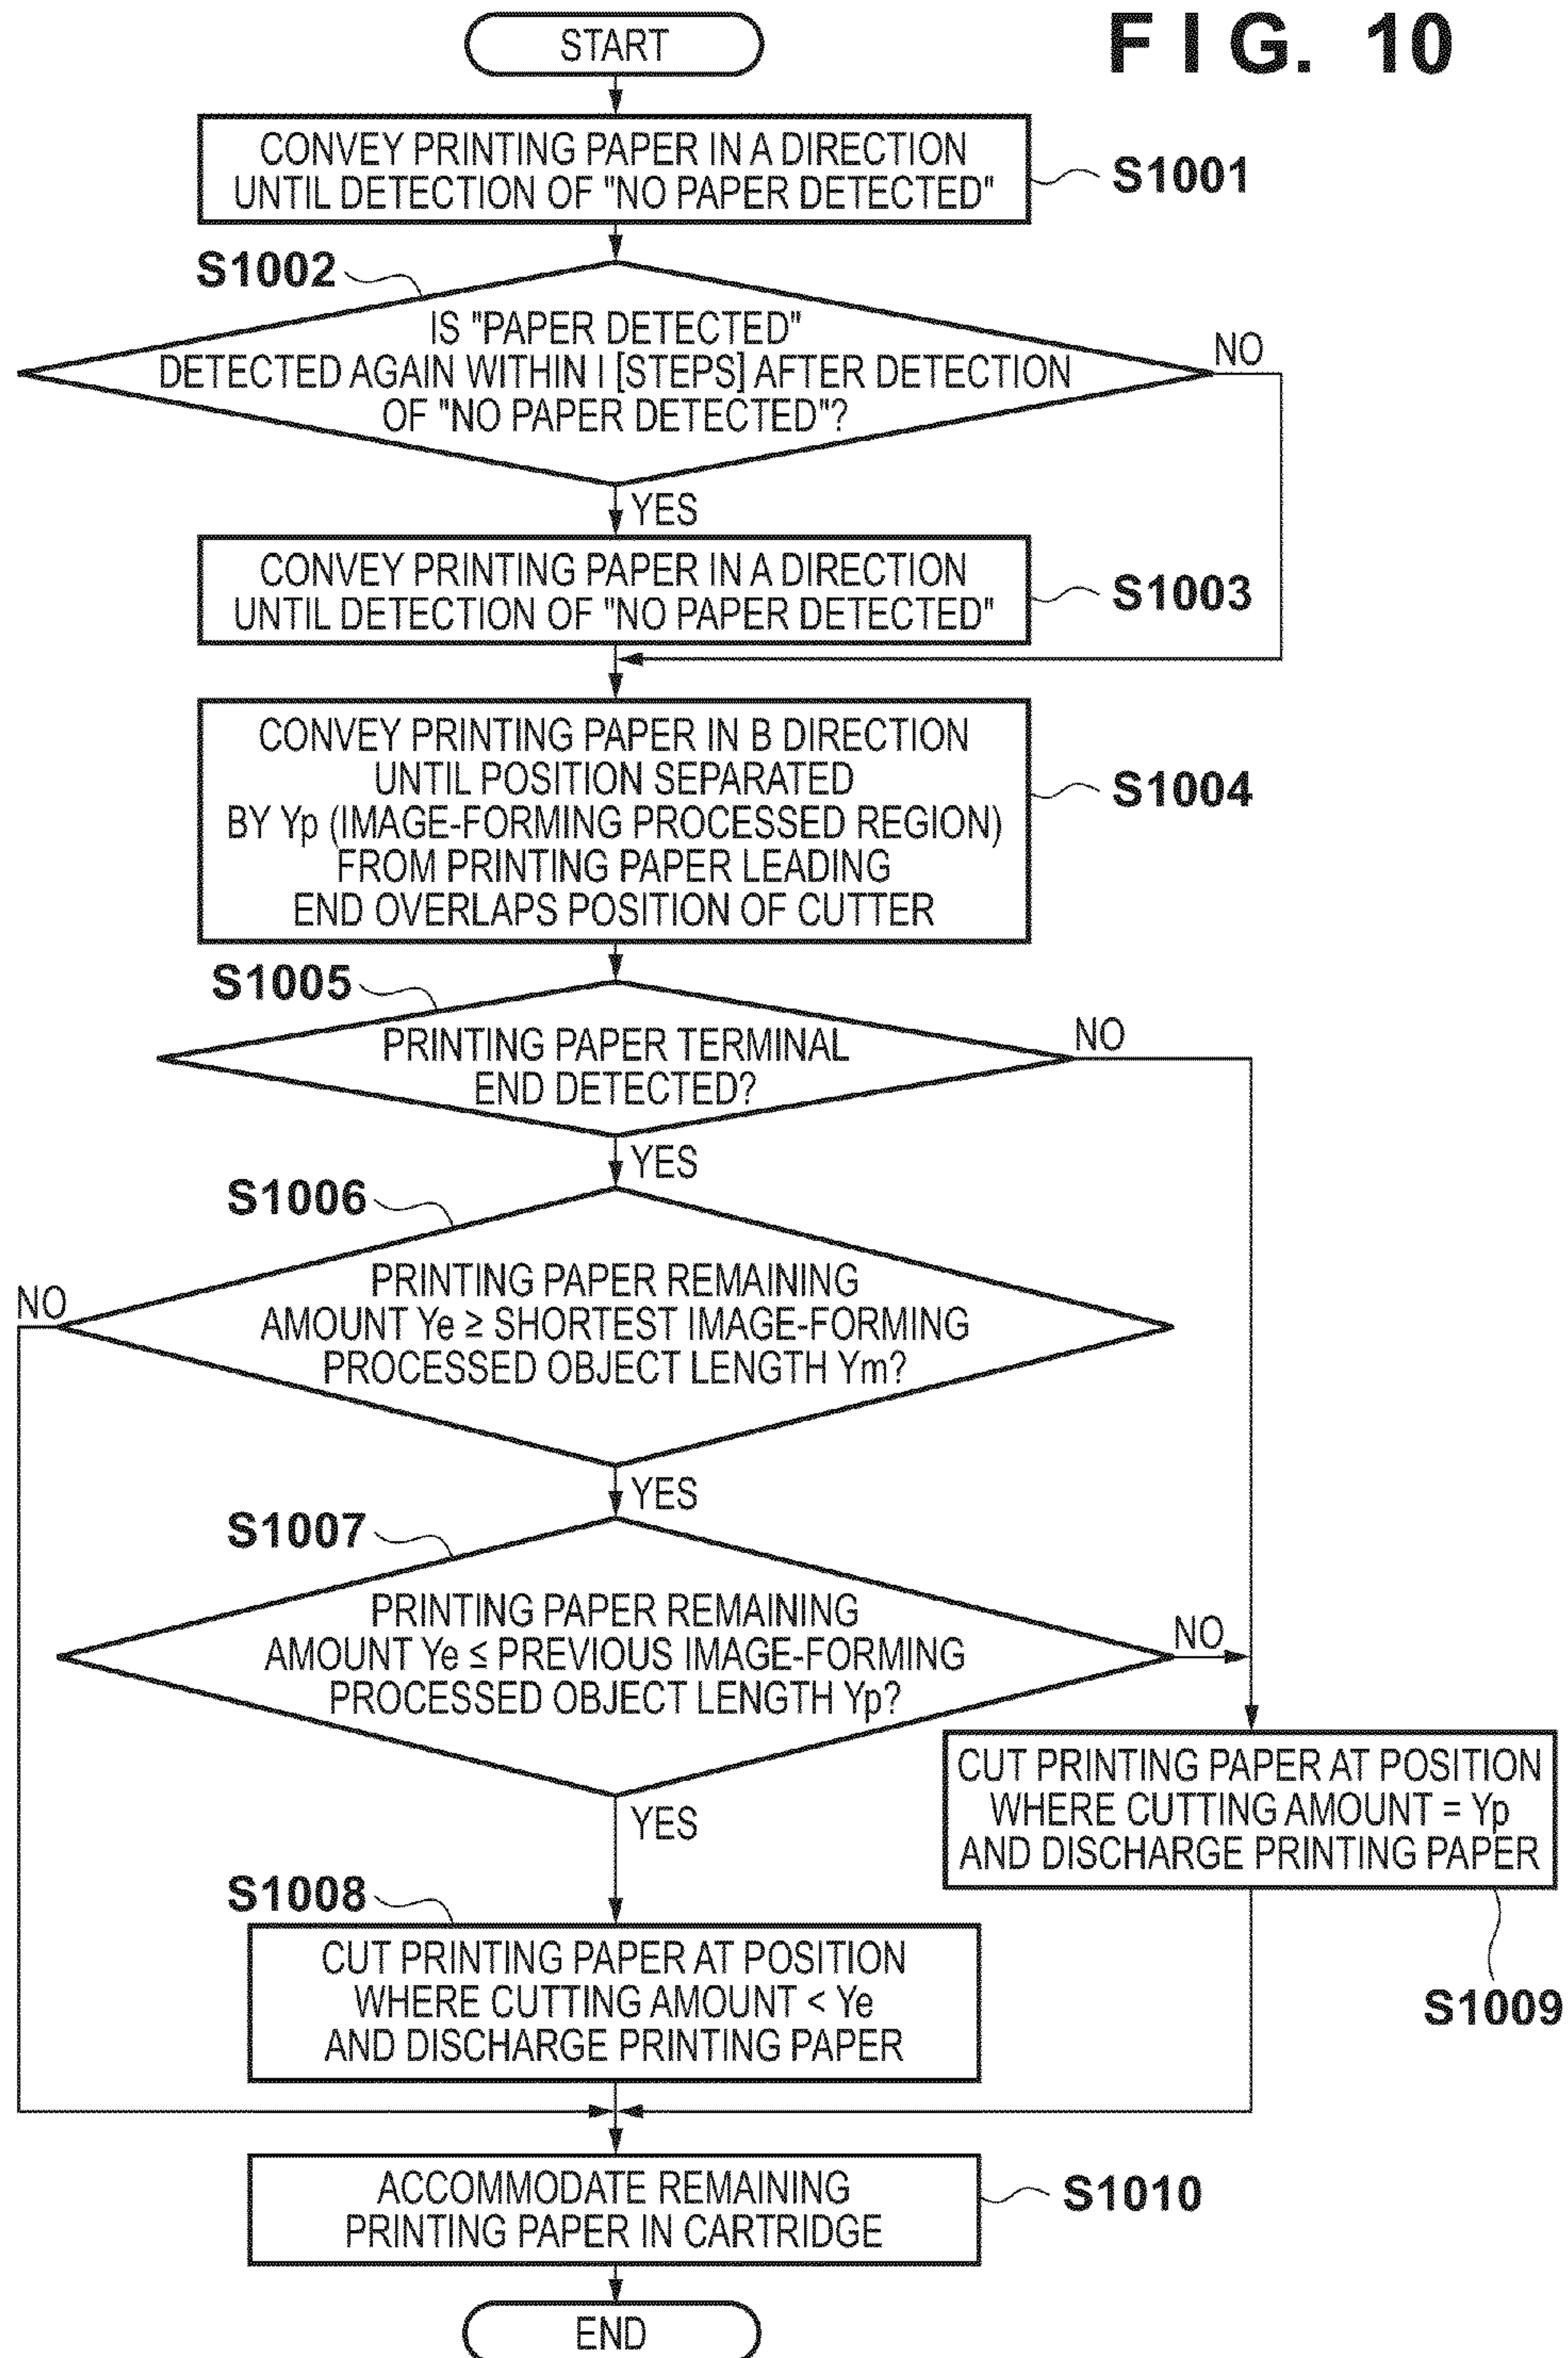 FIG. 10
START
CONVEY PRINTING PAPER IN A DIRECTION
UNTIL DETECTION OF "NO PAPER DETECTED"
S1001
S1002
IS "PAPER DETECTED"
DETECTED AGAIN WITHIN I [STEPS] AFTER DETECTION
OF "NO PAPER DETECTED"?
NO
YES
CONVEY PRINTING PAPER IN A DIRECTION
UNTIL DETECTION OF "NO PAPER DETECTED"
S1003
CONVEY PRINTING PAPER IN B DIRECTION
UNTIL POSITION SEPARATED
BY Yp (IMAGE-FORMING PROCESSED REGION)
FROM PRINTING PAPER LEADING
END OVERLAPS POSITION OF CUTTER
S1004
S1005
PRINTING PAPER TERMINAL
END DETECTED?
NO
YES
S1006
PRINTING PAPER REMAINING
AMOUNT Ye ≥ SHORTEST IMAGE-FORMING
PROCESSED OBJECT LENGTH Ym?
NO
YES
S1007
PRINTING PAPER REMAINING
AMOUNT Ye ≤ PREVIOUS IMAGE-FORMING
PROCESSED OBJECT LENGTH Yp?
NO
YES
CUT PRINTING PAPER AT POSITION
WHERE CUTTING AMOUNT = Yp
AND DISCHARGE PRINTING PAPER
S1009
S1008
CUT PRINTING PAPER AT POSITION
WHERE CUTTING AMOUNT < Ye
AND DISCHARGE PRINTING PAPER
ACCOMMODATE REMAINING
PRINTING PAPER IN CARTRIDGE
S1010
END